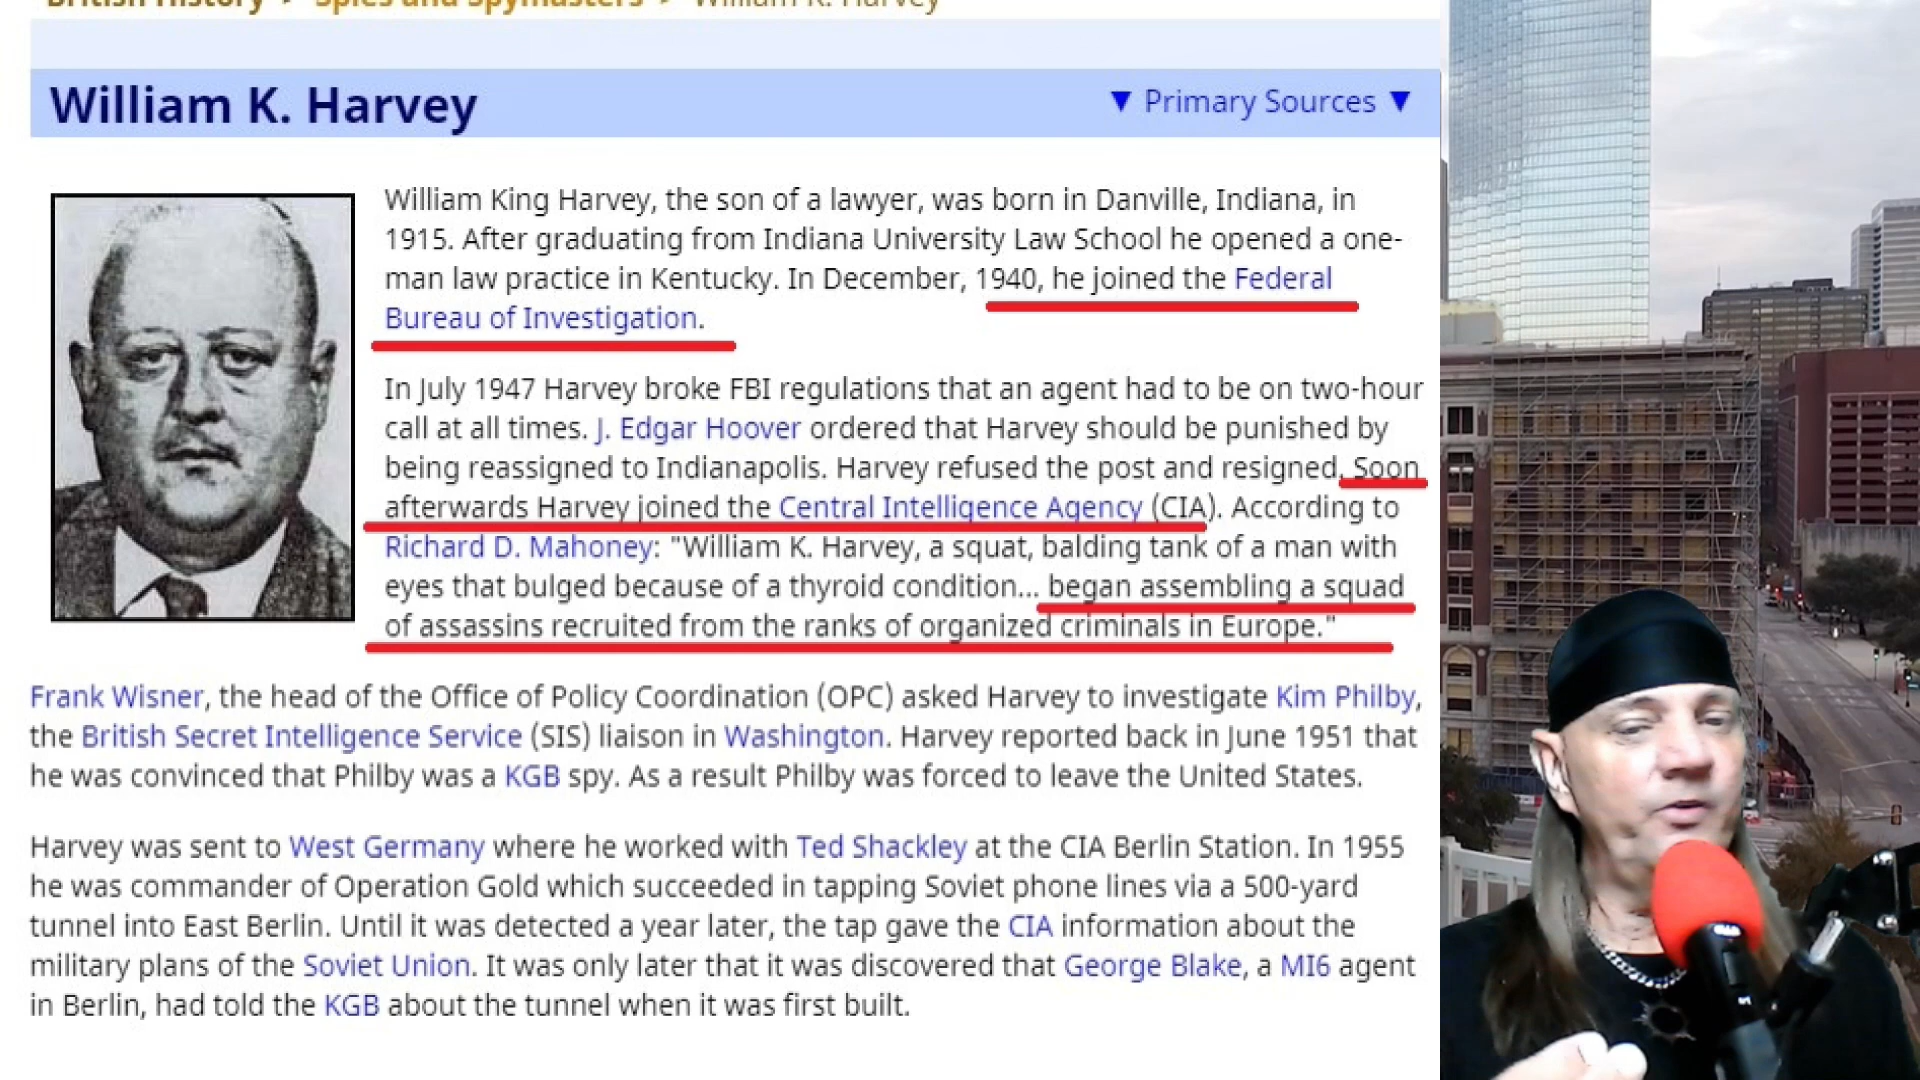 British History > Spies and Spymasters > William K. Harvey
William K. Harvey
▼ Primary Sources ▼
William King Harvey, the son of a lawyer, was born in Danville, Indiana, in
1915. After graduating from Indiana University Law School he opened a one-
man law practice in Kentucky. In December, 1940, he joined the Federal
Bureau of Investigation.
In July 1947 Harvey broke FBI regulations that an agent had to be on two-hour
call at all times. J. Edgar Hoover ordered that Harvey should be punished by
being reassigned to Indianapolis. Harvey refused the post and resigned. Soon
afterwards Harvey joined the Central Intelligence Agency (CIA). According to
Richard D. Mahoney: "William K. Harvey, a squat, balding tank of a man with
eyes that bulged because of a thyroid condition... began assembling a squad
of assassins recruited from the ranks of organized criminals in Europe."
Frank Wisner, the head of the Office of Policy Coordination (OPC) asked Harvey to investigate Kim Philby,
the British Secret Intelligence Service (SIS) liaison in Washington. Harvey reported back in June 1951 that
he was convinced that Philby was a KGB spy. As a result Philby was forced to leave the United States.
Harvey was sent to West Germany where he worked with Ted Shackley at the CIA Berlin Station. In 1955
he was commander of Operation Gold which succeeded in tapping Soviet phone lines via a 500-yard
tunnel into East Berlin. Until it was detected a year later, the tap gave the CIA information about the
military plans of the Soviet Union. It was only later that it was discovered that George Blake, a MI6 agent
in Berlin, had told the KGB about the tunnel when it was first built.